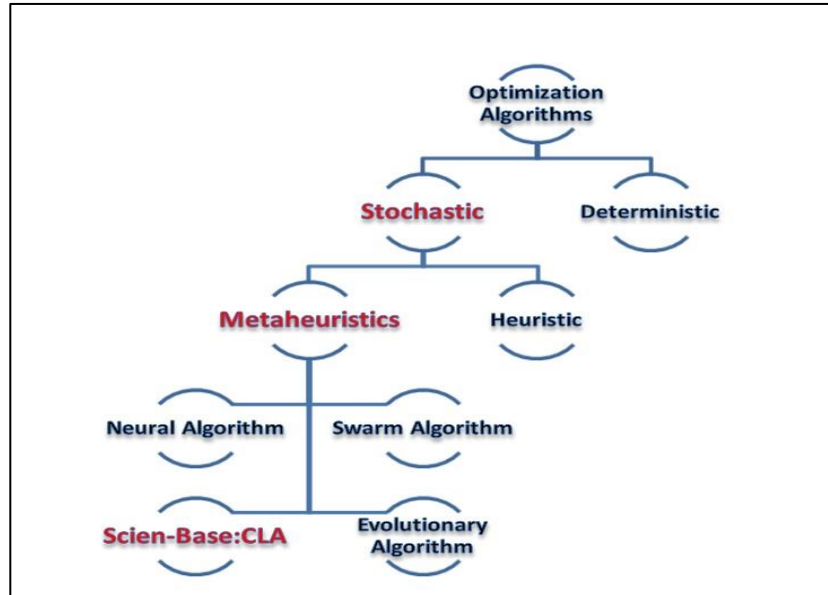 Optimization
Algorithms
Stochastic
Deterministic
Metaheuristics
Heuristic
Neural Algorithm
Swarm Algorithm
Scien-Base:CLA
Evolutionary
Algorithm